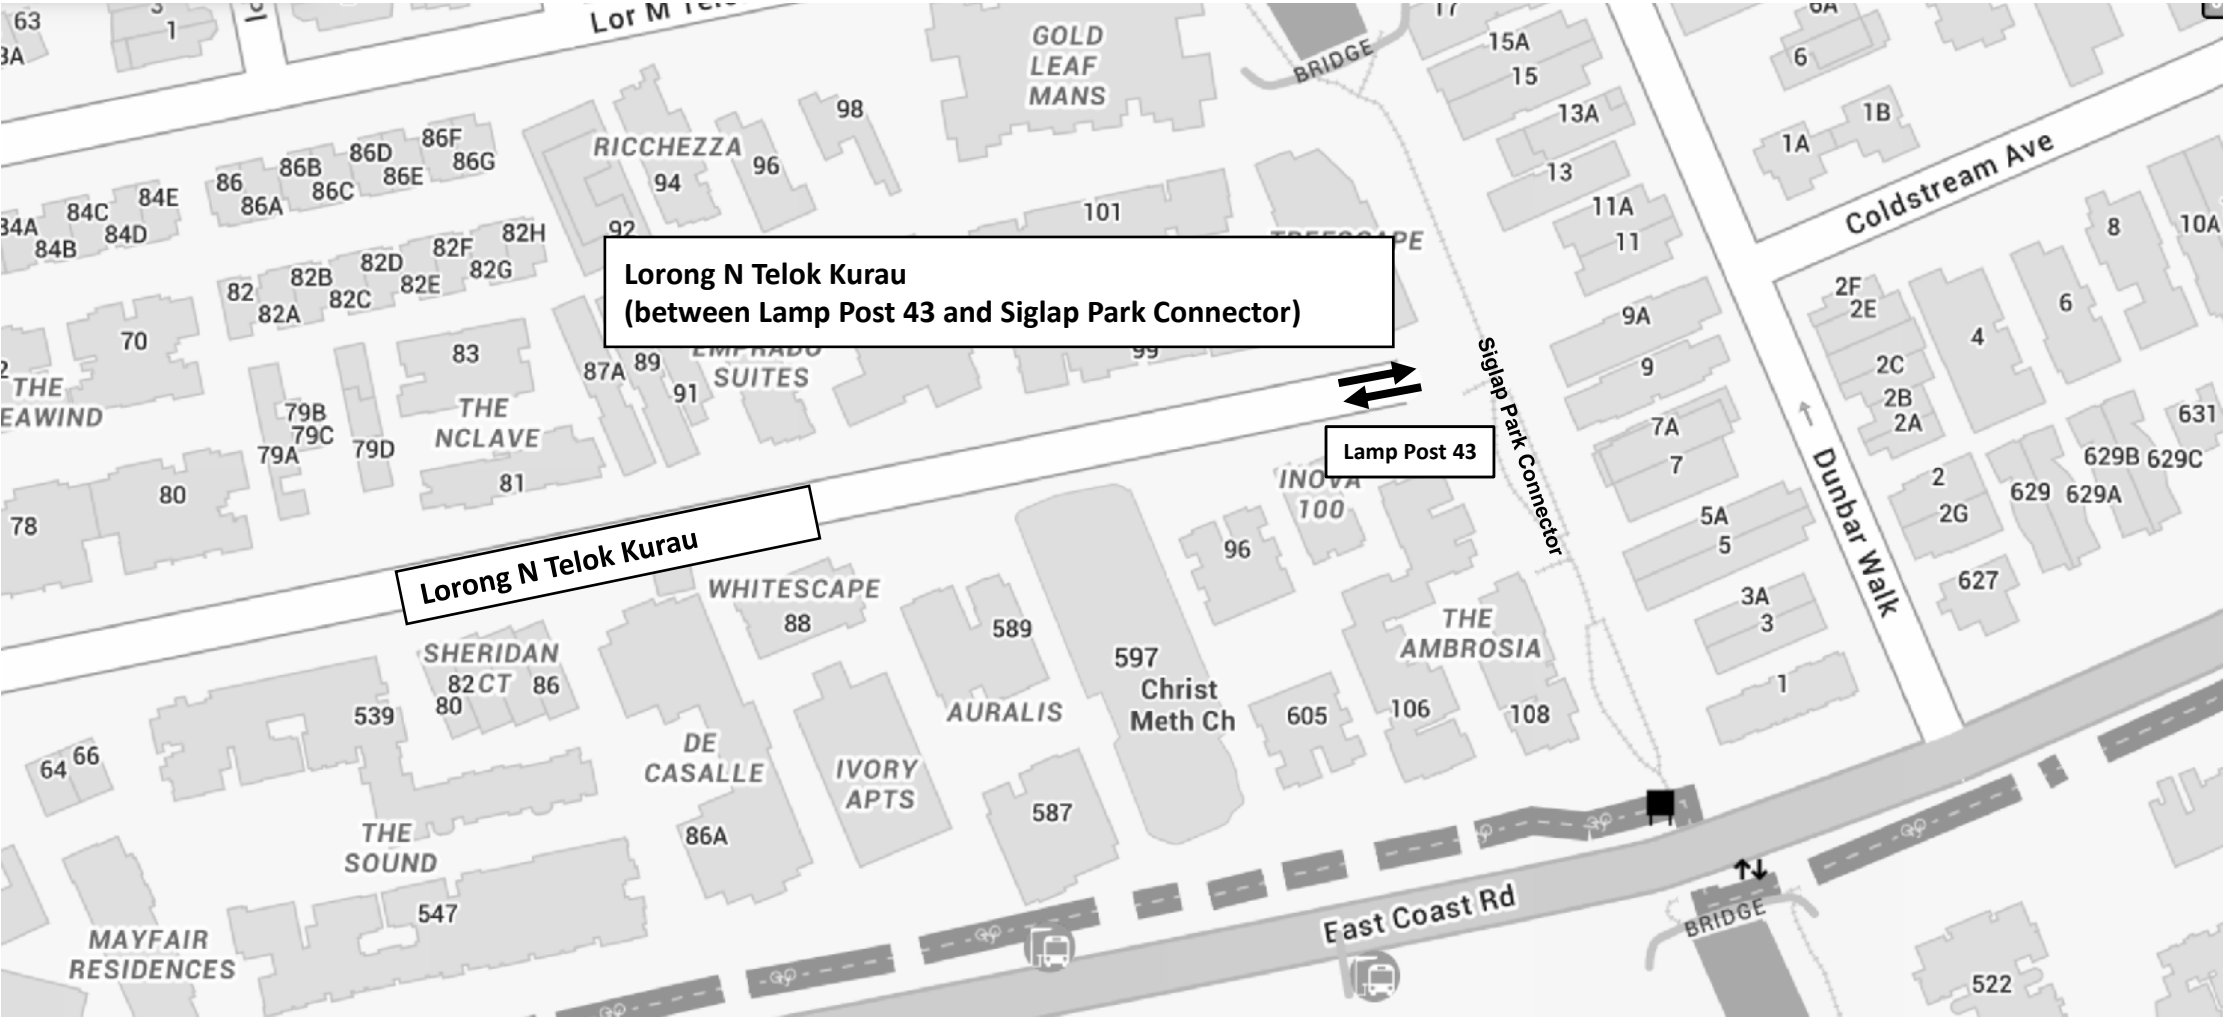 63
1
Lor M
GOLD
LEAF
MANS
BRIDGE
17
15A
15
6A
6
13A
13
1A
1B
Coldstream Ave
98
RICCHEZZA
94
96
86F
86D
86G
86B
86E
86
86C
86A
84E
84C
84D
84B
92
101
11A
11
8
10A
82H
82F
82D
82G
82B
82E
82
82C
82A
Lorong N Telok Kurau
(between Lamp Post 43 and Siglap Park Connector)
2F
2E
6
4
9A
9
70
83
87A
89
91
EMPRADO
SUITES
99
Siglap Park Connector
2C
2B
2A
631
THE
THE
NCLAVE
79B
79C
79A
79D
81
Lamp Post 43
7A
7
Dunbar Walk
629B
629C
629
629A
2
2G
78
80
INOVA
100
96
5A
5
Lorong N Telok Kurau
WHITESCAPE
88
589
597
Christ
Meth Ch
THE
AMBROSIA
3A
3
627
SHERIDAN
CT
82
86
80
539
AURALIS
605
106
108
1
64
66
DE
CASALLE
IVORY
APTS
587
86A
THE
SOUND
547
MAYFAIR
RESIDENCES
East Coast Rd
BRIDGE
522